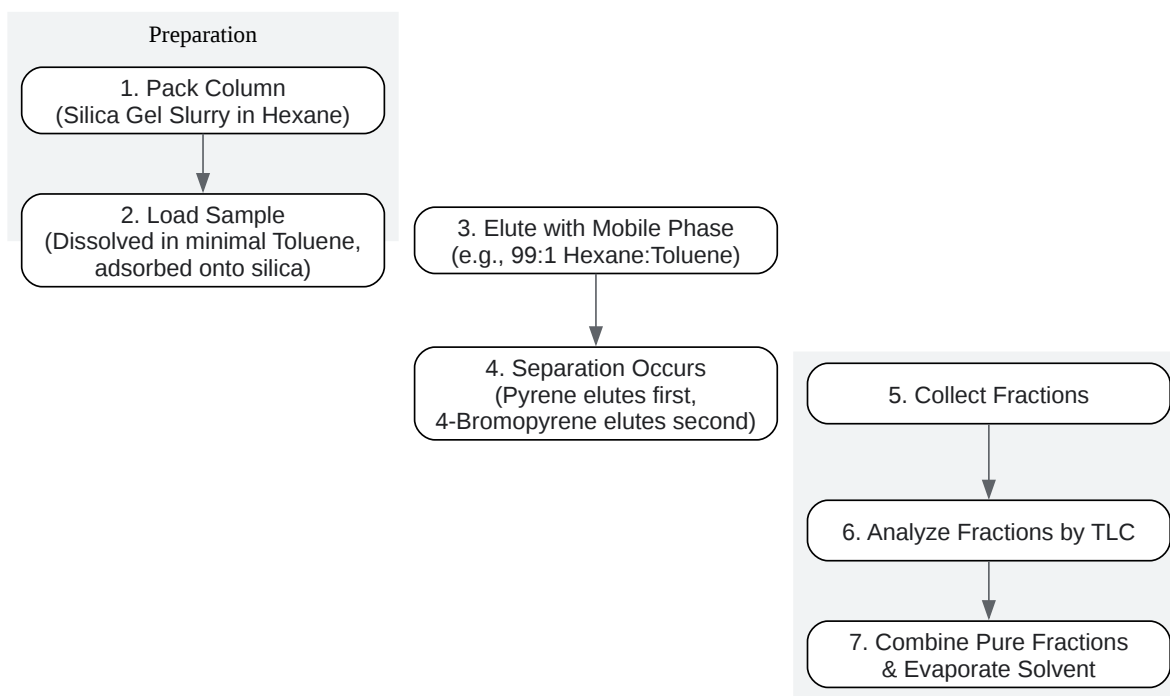 Preparation
1. Pack Column
(Silica Gel Slurry in Hexane)
2. Load Sample
(Dissolved in minimal Toluene,
adsorbed onto silica)
3. Elute with Mobile Phase
(e.g., 99:1 Hexane:Toluene)
4. Separation Occurs
(Pyrene elutes first,
4-Bromopyrene elutes second)
5. Collect Fractions
6. Analyze Fractions by TLC
7. Combine Pure Fractions
& Evaporate Solvent